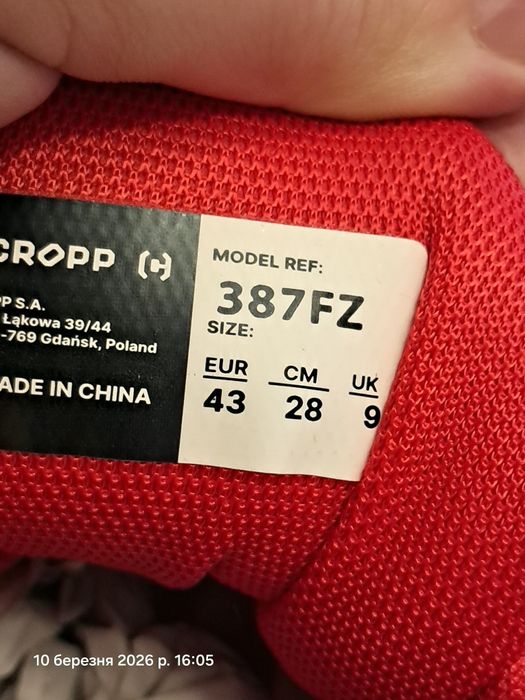 CROPP [C]
PP S.A.
Łąkowa 39/44
-769 Gdańsk, Poland
ADE IN CHINA
MODEL REF:
387FZ
SIZE:
EUR CM UK
43 28 9
10 березня 2026 р. 16:05